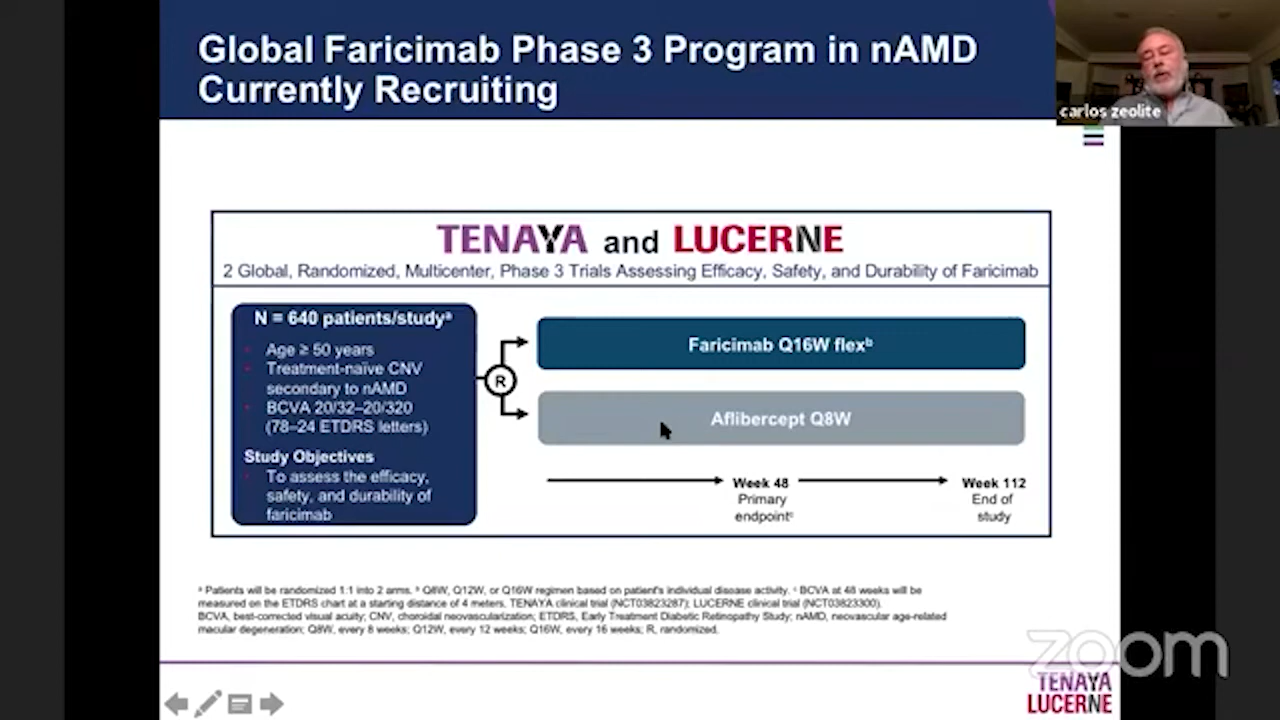 Global Faricimab Phase 3 Program in nAMD
Currently Recruiting
carlos zeolite
TENAYA and LUCERNE
2 Global, Randomized, Multicenter, Phase 3 Trials Assessing Efficacy, Safety, and Durability of Faricimab
N = 640 patients/studyᵃ
• Age ≥ 50 years
• Treatment-naïve CNV
secondary to nAMD
• BCVA 20/32–20/320
(78–24 ETDRS letters)
Study Objectives
• To assess the efficacy,
safety, and durability of
faricimab
R
Faricimab Q16W flexᵇ
Aflibercept Q8W
Week 48
Primary
endpointᶜ
Week 112
End of
study
ᵃ Patients will be randomized 1:1 into 2 arms. ᵇ Q8W, Q12W, or Q16W regimen based on patient's individual disease activity. ᶜ BCVA at 48 weeks will be
measured on the ETDRS chart at a starting distance of 4 meters. TENAYA clinical trial (NCT03823287); LUCERNE clinical trial (NCT03823300).
BCVA, best-corrected visual acuity; CNV, choroidal neovascularization; ETDRS, Early Treatment Diabetic Retinopathy Study; nAMD, neovascular age-related
macular degeneration; Q8W, every 8 weeks; Q12W, every 12 weeks; Q16W, every 16 weeks; R, randomized.
zoom
TENAYA
LUCERNE